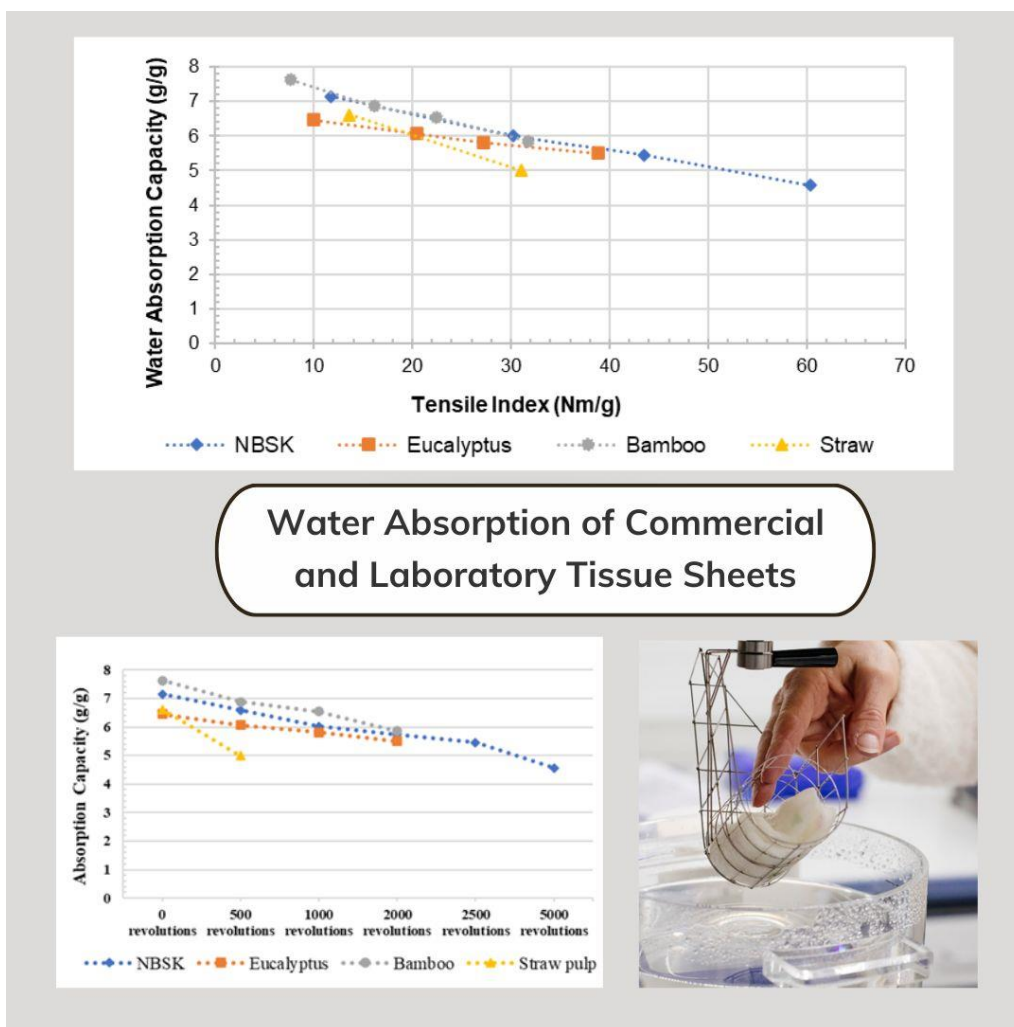 Water Absorption Capacity (g/g)
8
7
6
5
4
3
2
1
0
0 10 20 30 40 50 60 70
Tensile Index (Nm/g)
NBSK Eucalyptus Bamboo Straw
Water Absorption of Commercial
and Laboratory Tissue Sheets
Absorption Capacity (g/g)
8
7
6
5
4
3
2
1
0
0 500 1000 2000 2500 5000
revolutions revolutions revolutions revolutions revolutions revolutions
NBSK Eucalyptus Bamboo Straw pulp